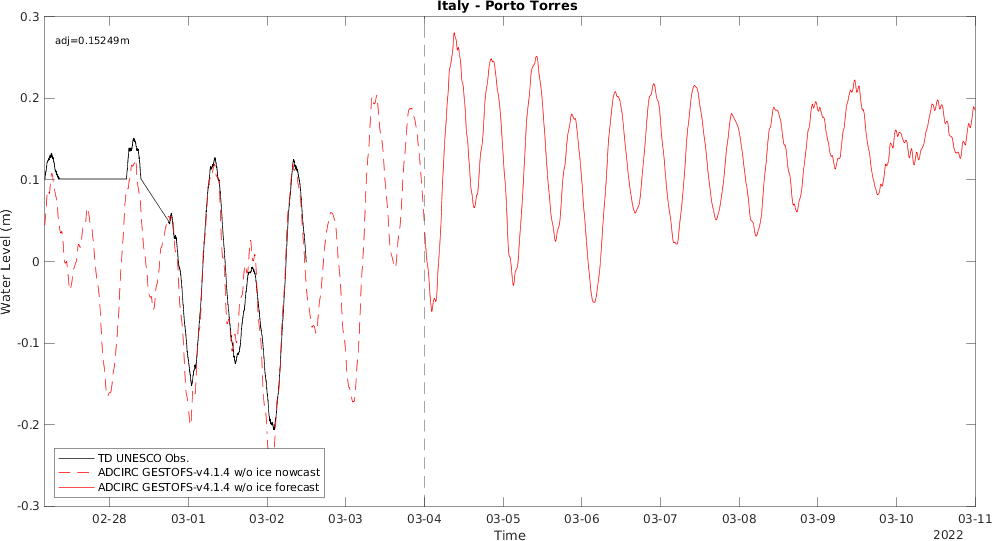 Italy - Porto Torres
adj=0.15249m
0.3
0.2
0.1
0
-0.1
-0.2
-0.3
Water Level (m)
TD UNESCO Obs.
ADCIRC GESTOFS-v4.1.4 w/o ice nowcast
ADCIRC GESTOFS-v4.1.4 w/o ice forecast
02-28 03-01 03-02 03-03 03-04 03-05 03-06 03-07 03-08 03-09 03-10 03-11
Time
2022